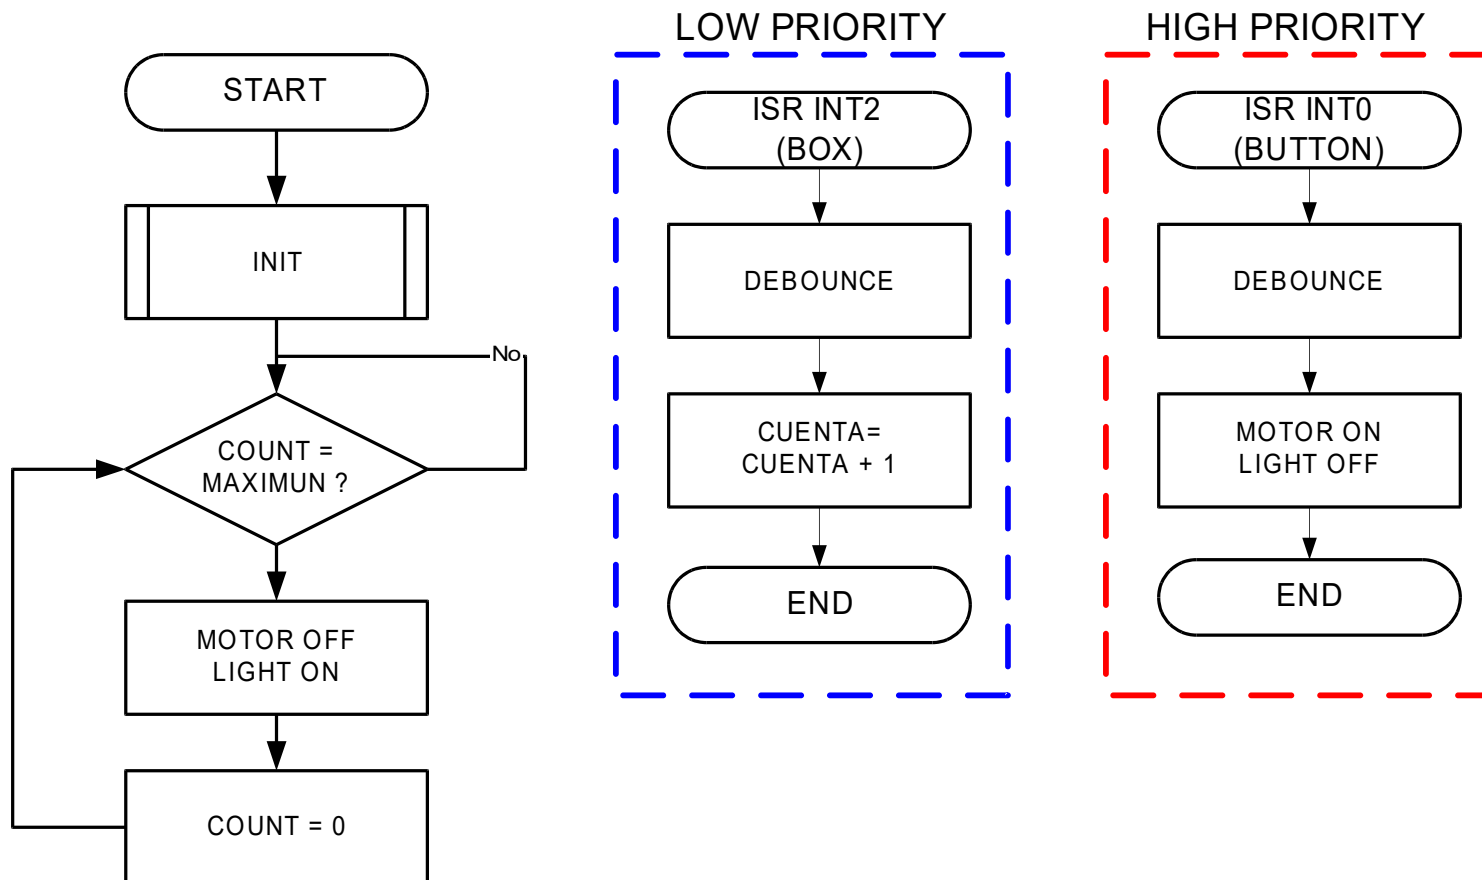 START
INIT
No
COUNT =
MAXIMUN ?
MOTOR OFF
LIGHT ON
COUNT = 0
LOW PRIORITY
ISR INT2
(BOX)
DEBOUNCE
CUENTA=
CUENTA + 1
END
HIGH PRIORITY
ISR INT0
(BUTTON)
DEBOUNCE
MOTOR ON
LIGHT OFF
END